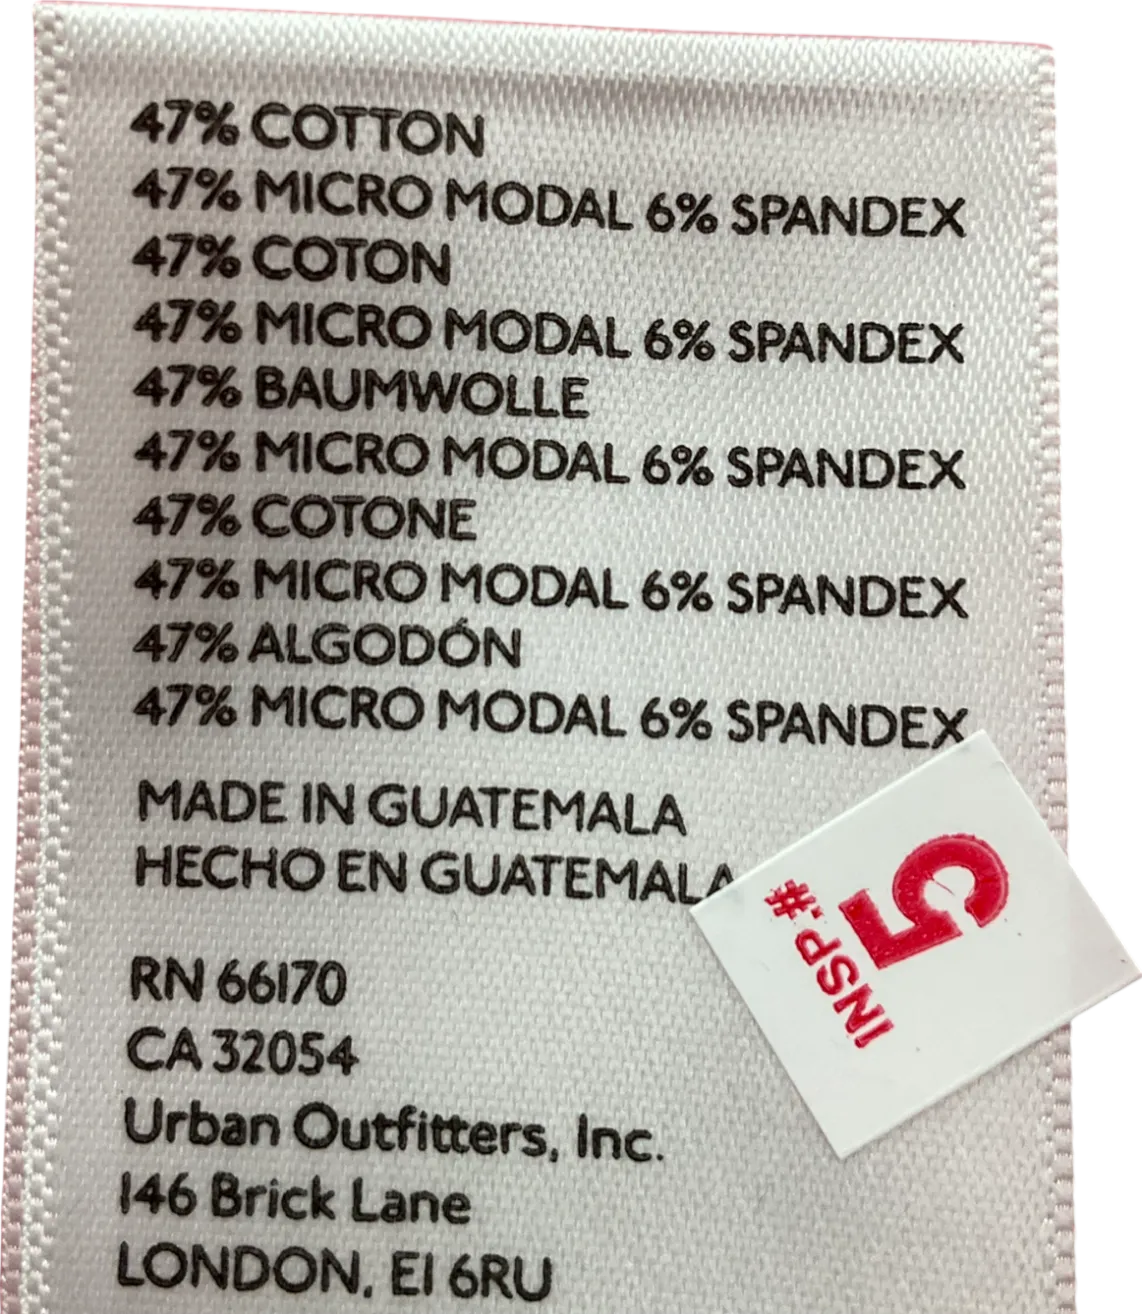 47% COTTON
47% MICRO MODAL 6% SPANDEX
47% COTON
47% MICRO MODAL 6% SPANDEX
47% BAUMWOLLE
47% MICRO MODAL 6% SPANDEX
47% COTONE
47% MICRO MODAL 6% SPANDEX
47% ALGODÓN
47% MICRO MODAL 6% SPANDEX
MADE IN GUATEMALA
HECHO EN GUATEMALA
RN 66170
CA 32054
Urban Outfitters, Inc.
146 Brick Lane
LONDON, E1 6RU
INSP.#
5